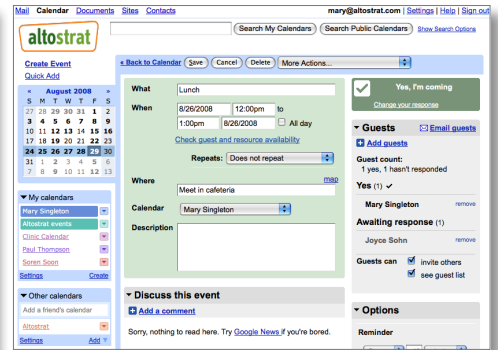 Mail Calendar Documents Sites Contacts mary@altostrat.com | Settings | Help | Sign out
altostrat
Search My Calendars Search Public Calendars Show Search Options
Create Event
Quick Add
« August 2008 »
S M T W T F S
27 28 29 30 31 1 2
3 4 5 6 7 8 9
10 11 12 13 14 15 16
17 18 19 20 21 22 23
24 25 26 27 28 29 30
31 1 2 3 4 5 6
7 8 9 10 11 12 13
My calendars
Mary Singleton
Altostrat events
Clinic Calendar
Paul Thompson
Soren Soon
Settings Create
Other calendars
Add a friend's calendar
Altostrat
Settings Add
« Back to Calendar Save Cancel Delete More Actions...
What Lunch
When 8/26/2008 12:00pm to
1:00pm 8/26/2008 All day
Check guest and resource availability
Repeats: Does not repeat
Where map
Meet in cafeteria
Calendar Mary Singleton
Description
Discuss this event
Add a comment
Sorry, nothing to read here. Try Google News if you're bored.
Yes, I'm coming
Change your response
Guests Email guests
Add guests
Guest count:
1 yes, 1 hasn't responded
Yes (1)
Mary Singleton remove
Awaiting response (1)
Joyce Sohn remove
Guests can invite others
see guest list
Options
Reminder